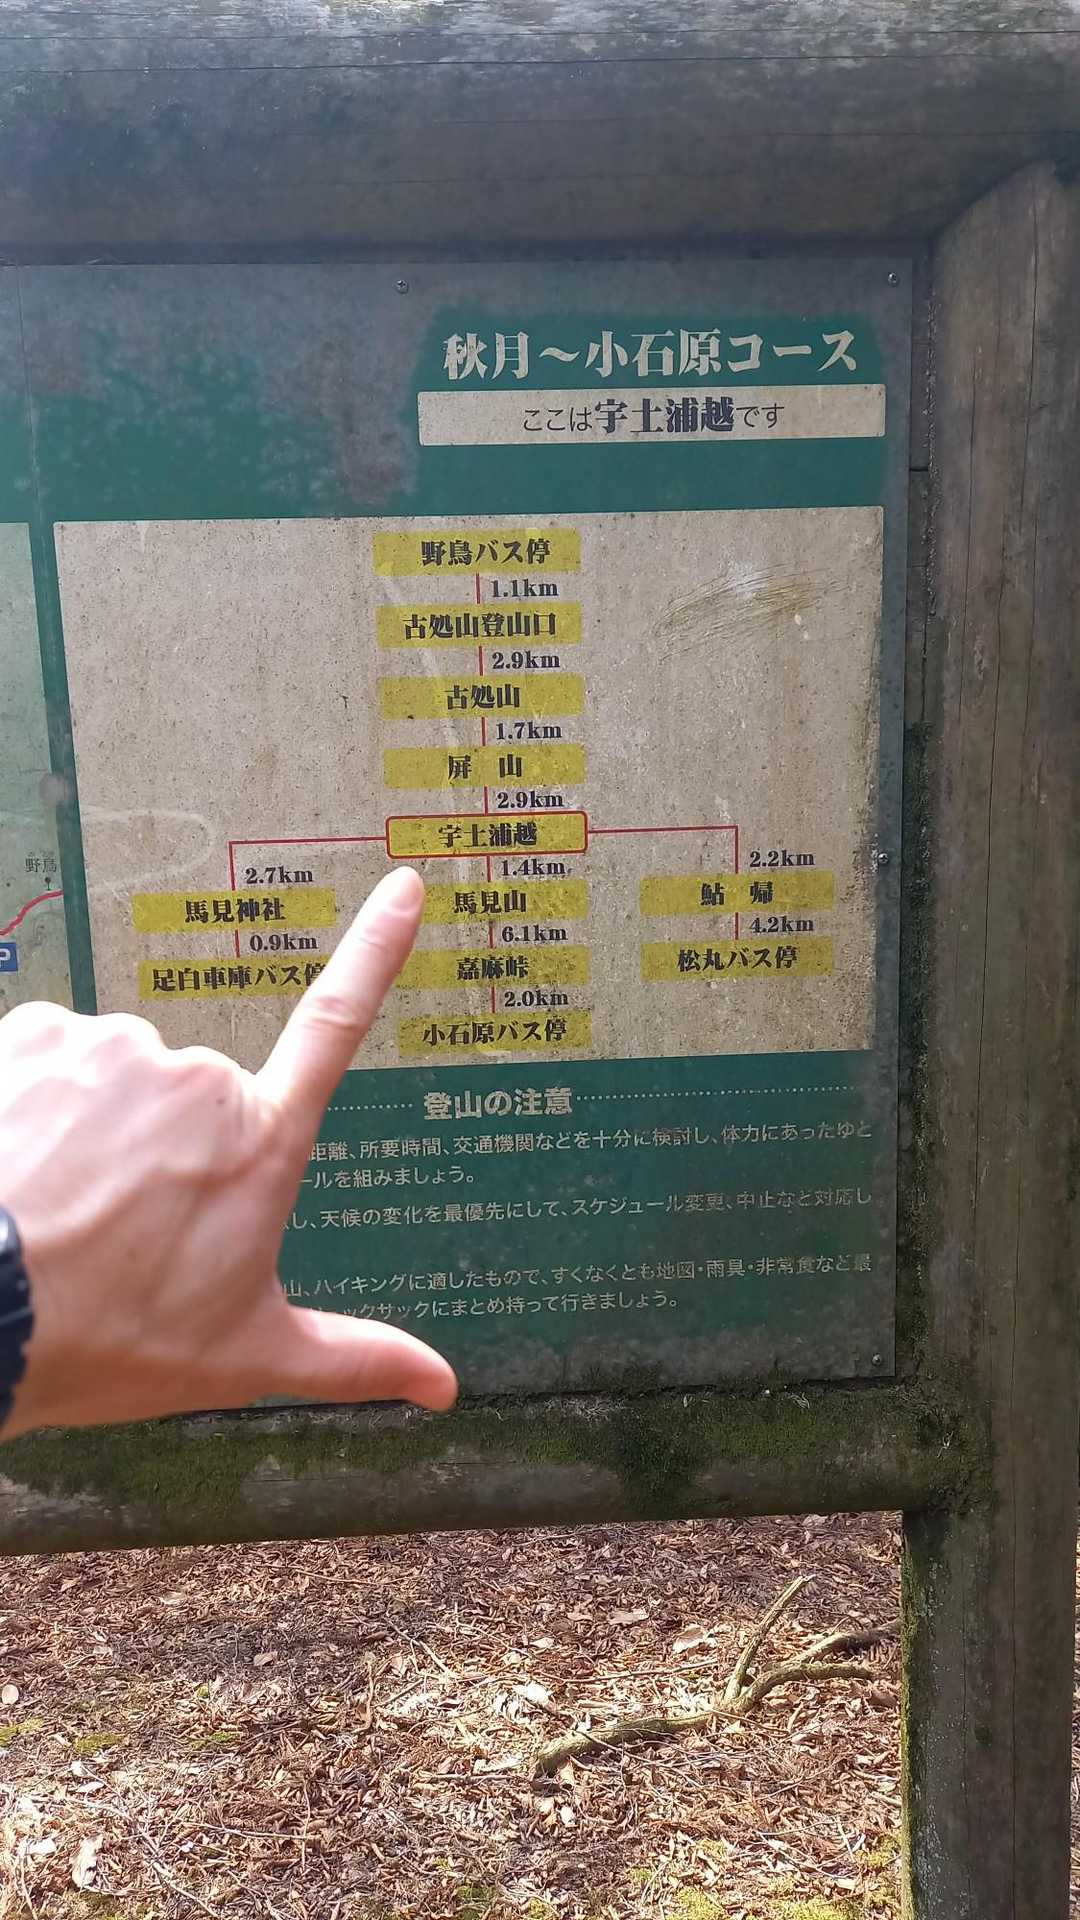 秋月〜小石原コース
ここは宇土浦越です
野鳥バス停
1.1km
古処山登山口
2.9km
古処山
1.7km
屏 山
2.9km
宇土浦越
2.7km 1.4km 2.2km
馬見神社 馬見山 鮎 帰
0.9km 6.1km 4.2km
足白車庫バス停 嘉麻峠 松丸バス停
2.0km
小石原バス停
野鳥
P
登山の注意
距離、所要時間、交通機関などを十分に検討し、体力にあったゆと
ールを組みましょう。
し、天候の変化を最優先にして、スケジュール変更、中止など対応し
山、ハイキングに適したもので、すくなくとも地図・雨具・非常食など最
ックサックにまとめ持って行きましょう。